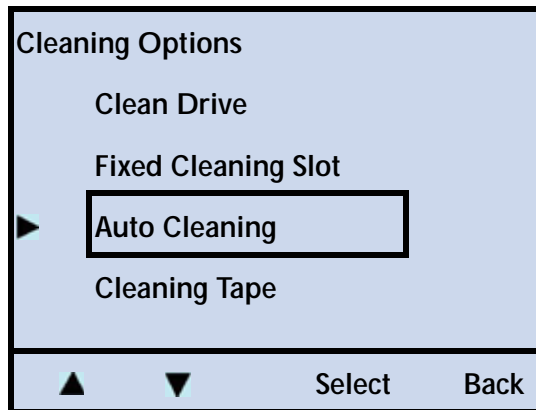 Cleaning Options
Clean Drive
Fixed Cleaning Slot
Auto Cleaning
Cleaning Tape
Select Back